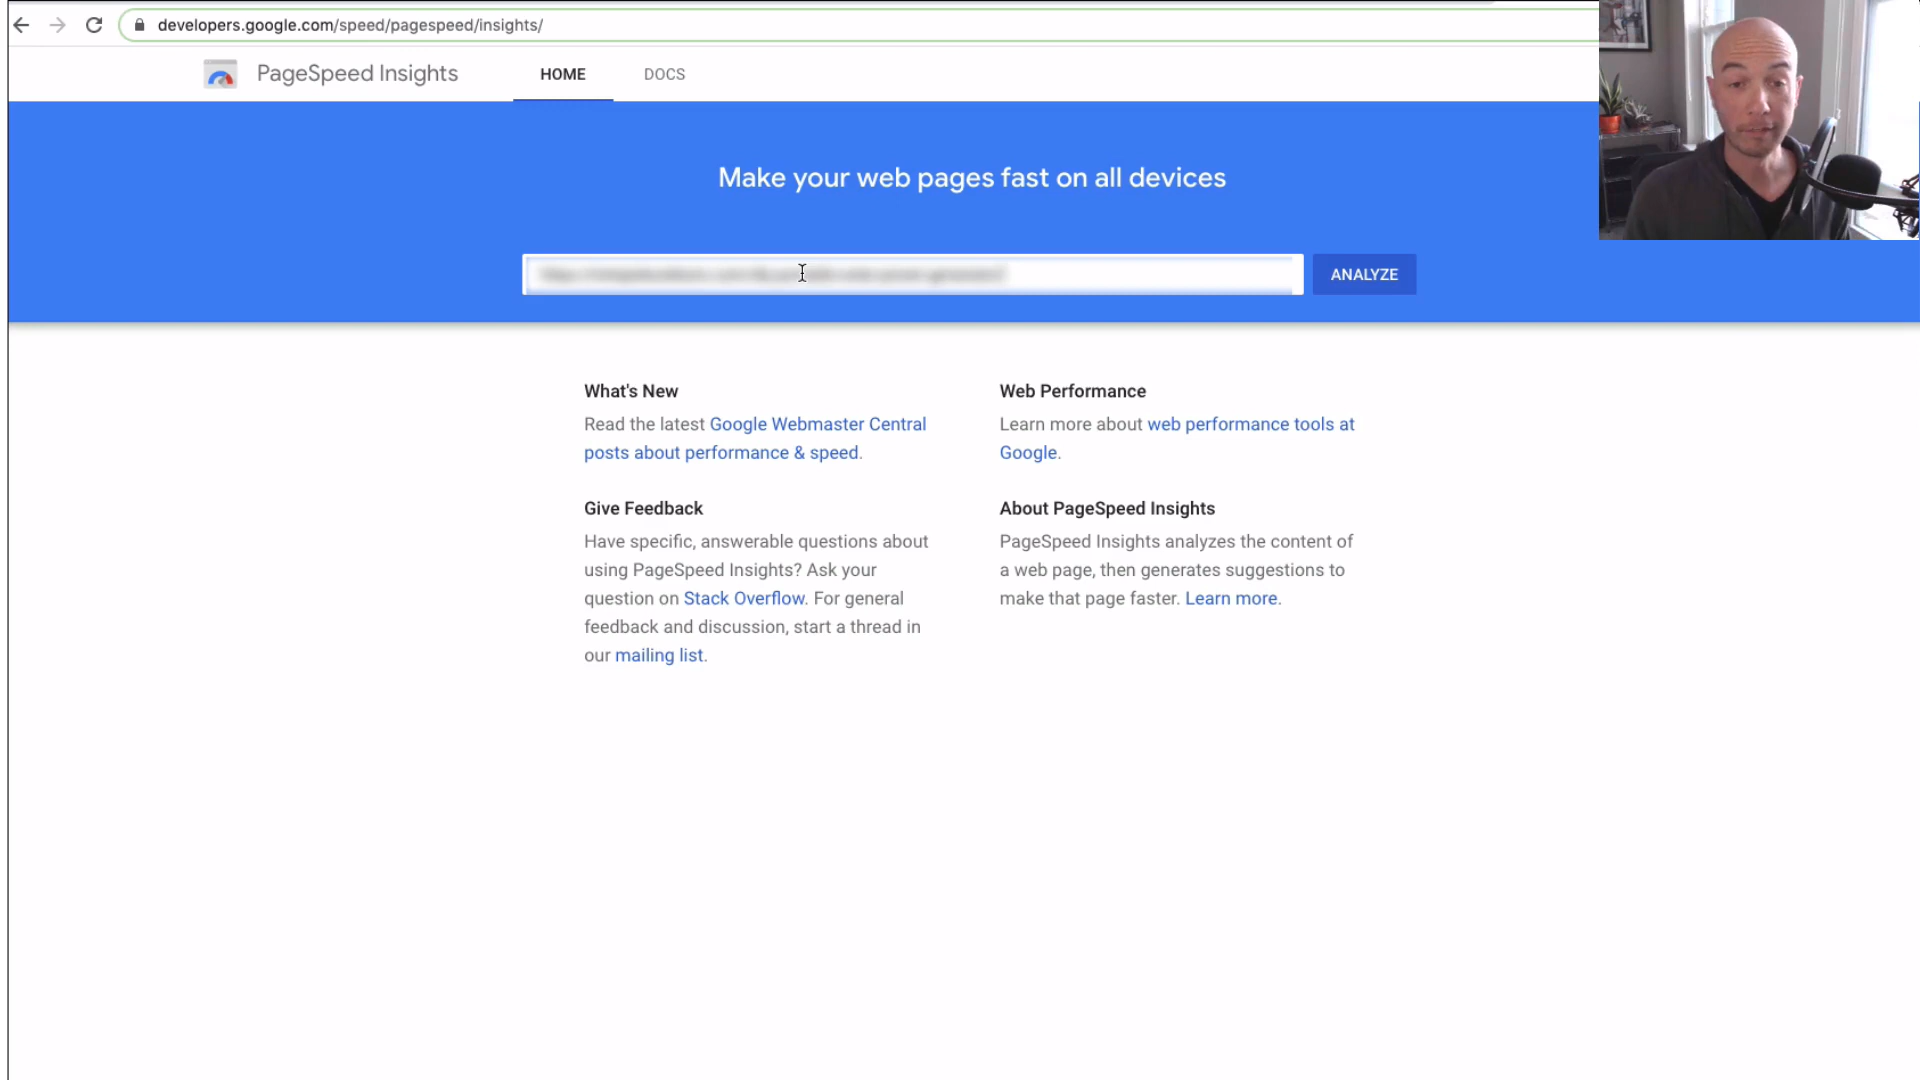 developers.google.com/speed/pagespeed/insights/
PageSpeed Insights
HOME
DOCS
Make your web pages fast on all devices
ANALYZE
What's New
Read the latest Google Webmaster Central
posts about performance & speed.
Give Feedback
Have specific, answerable questions about
using PageSpeed Insights? Ask your
question on Stack Overflow. For general
feedback and discussion, start a thread in
our mailing list.
Web Performance
Learn more about web performance tools at
Google.
About PageSpeed Insights
PageSpeed Insights analyzes the content of
a web page, then generates suggestions to
make that page faster. Learn more.